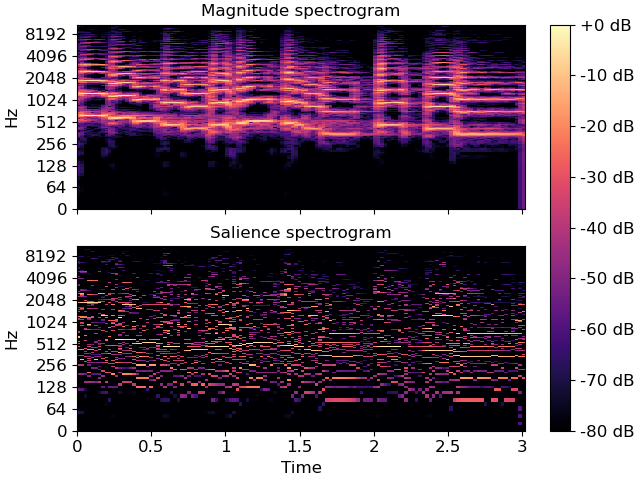 Magnitude spectrogram
8192
4096
2048
1024
512
256
128
64
0
Hz
Salience spectrogram
8192
4096
2048
1024
512
256
128
64
0
Hz
0 0.5 1 1.5 2 2.5 3
Time
+0 dB
-10 dB
-20 dB
-30 dB
-40 dB
-50 dB
-60 dB
-70 dB
-80 dB